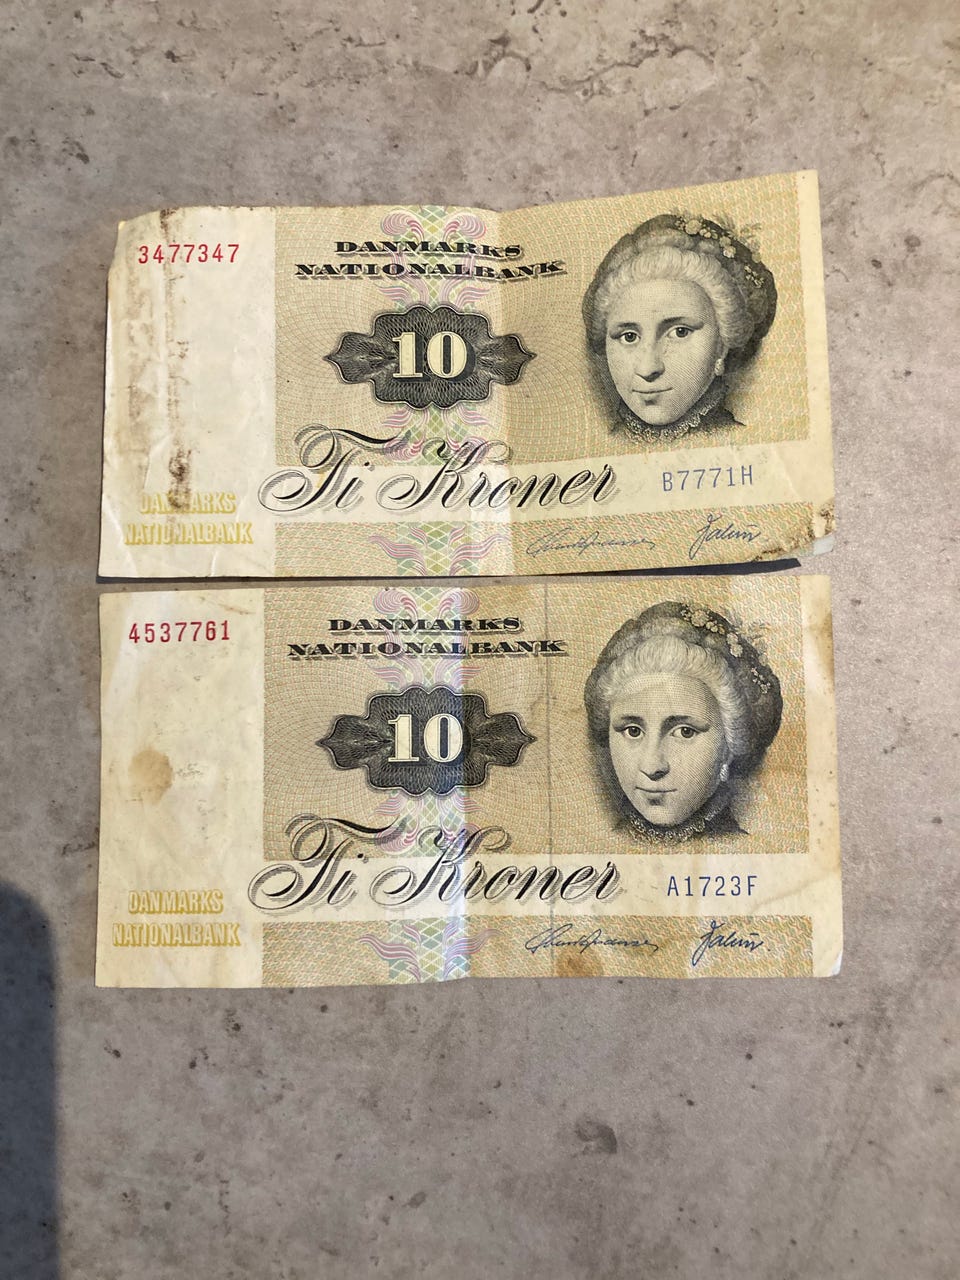 3477347
DANMARKS
NATIONALBANK
10
Ti Kroner
B7771H
DANMARKS
NATIONALBANK
4537761
DANMARKS
NATIONALBANK
10
Ti Kroner
A1723F
DANMARKS
NATIONALBANK